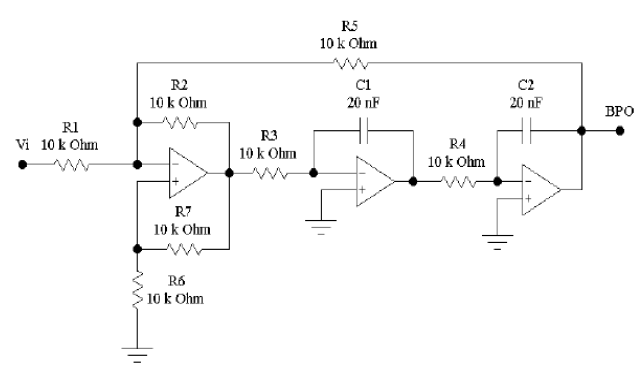 R5
10 k Ohm
R2
10 k Ohm
C1
20 nF
C2
20 nF
BPO
R1
Vi 10 k Ohm
R3
10 k Ohm
R4
10 k Ohm
−
+
−
+
−
+
R7
10 k Ohm
R6
10 k Ohm